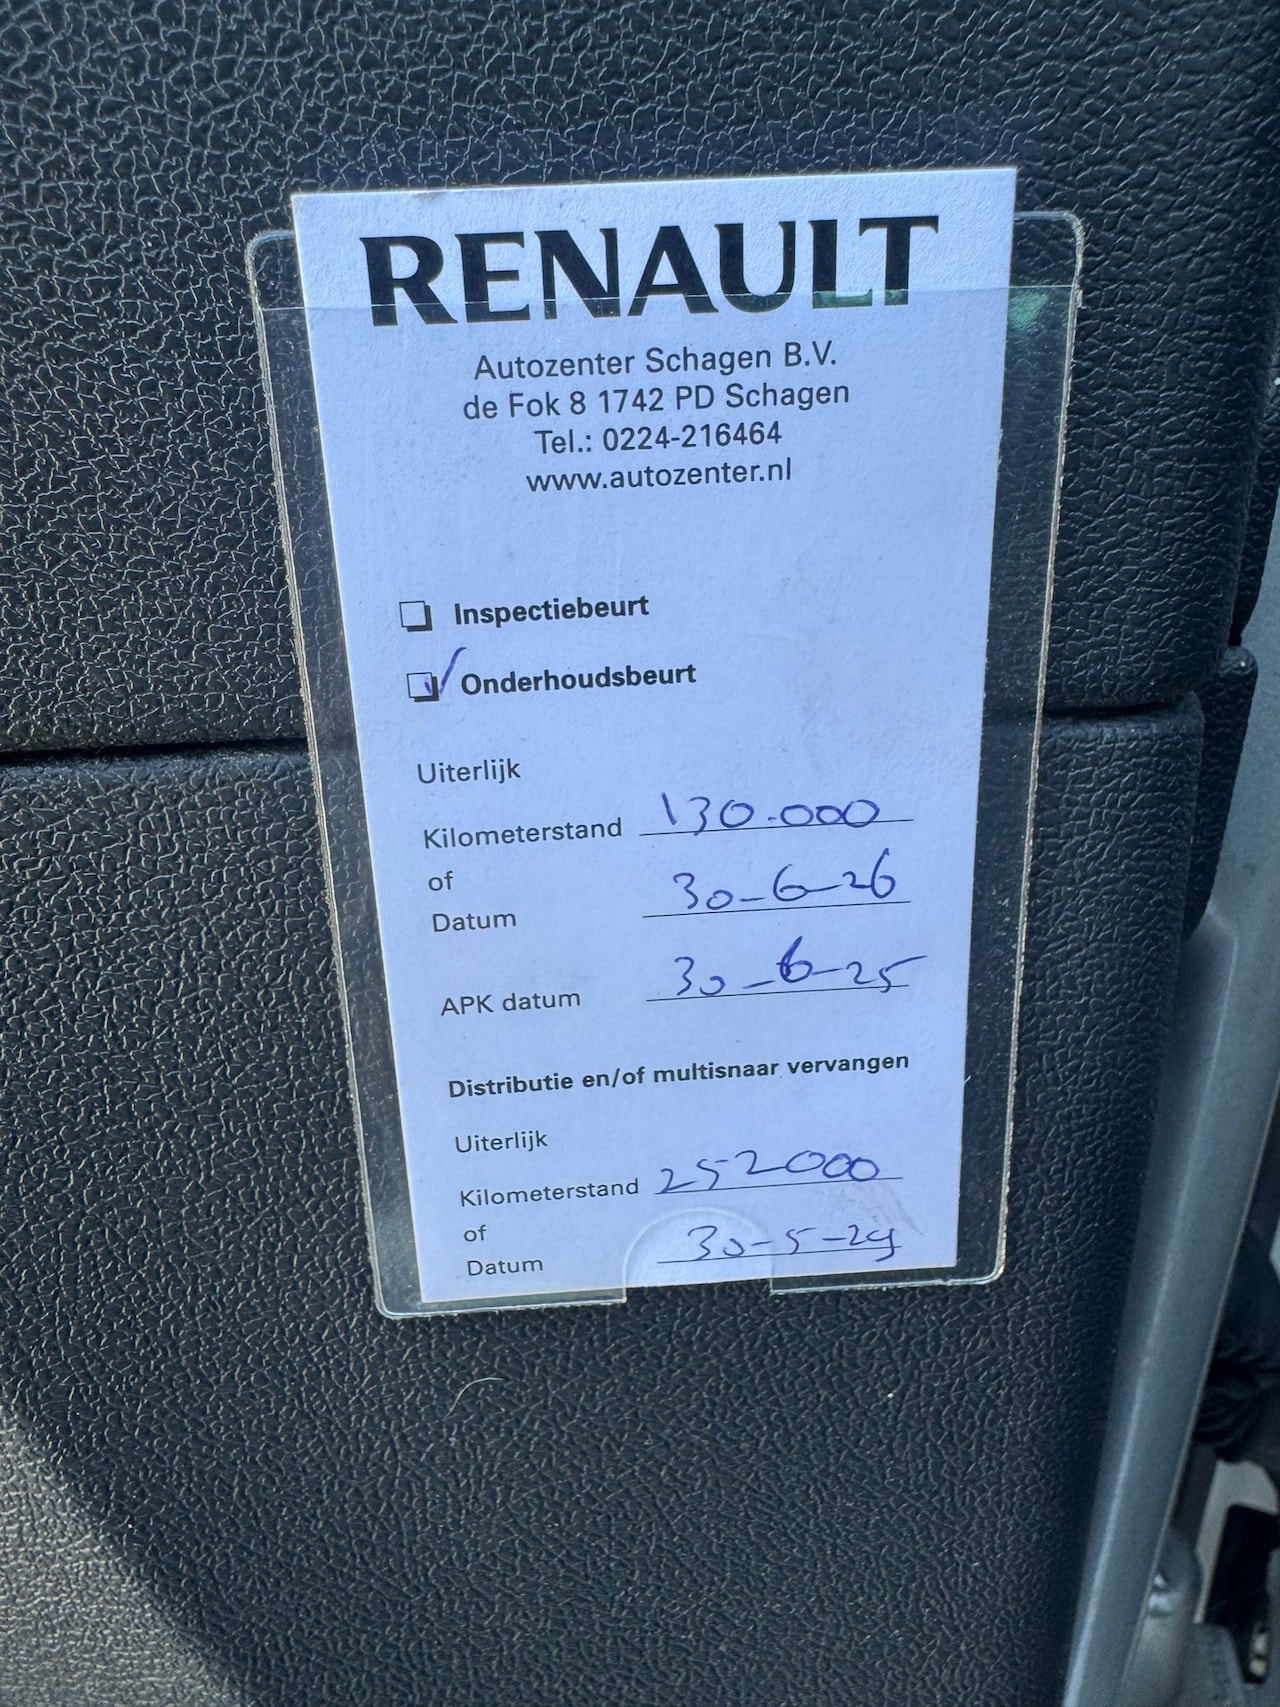 RENAULT
Autozenter Schagen B.V.
de Fok 8 1742 PD Schagen
Tel.: 0224-216464
www.autozenter.nl
Inspectiebeurt
Onderhoudsbeurt
Uiterlijk
Kilometerstand 130.000
of
Datum 30-6-26
APK datum 30-6-25
Distributie en/of multisnaar vervangen
Uiterlijk
Kilometerstand 252000
of
Datum 30-5-29